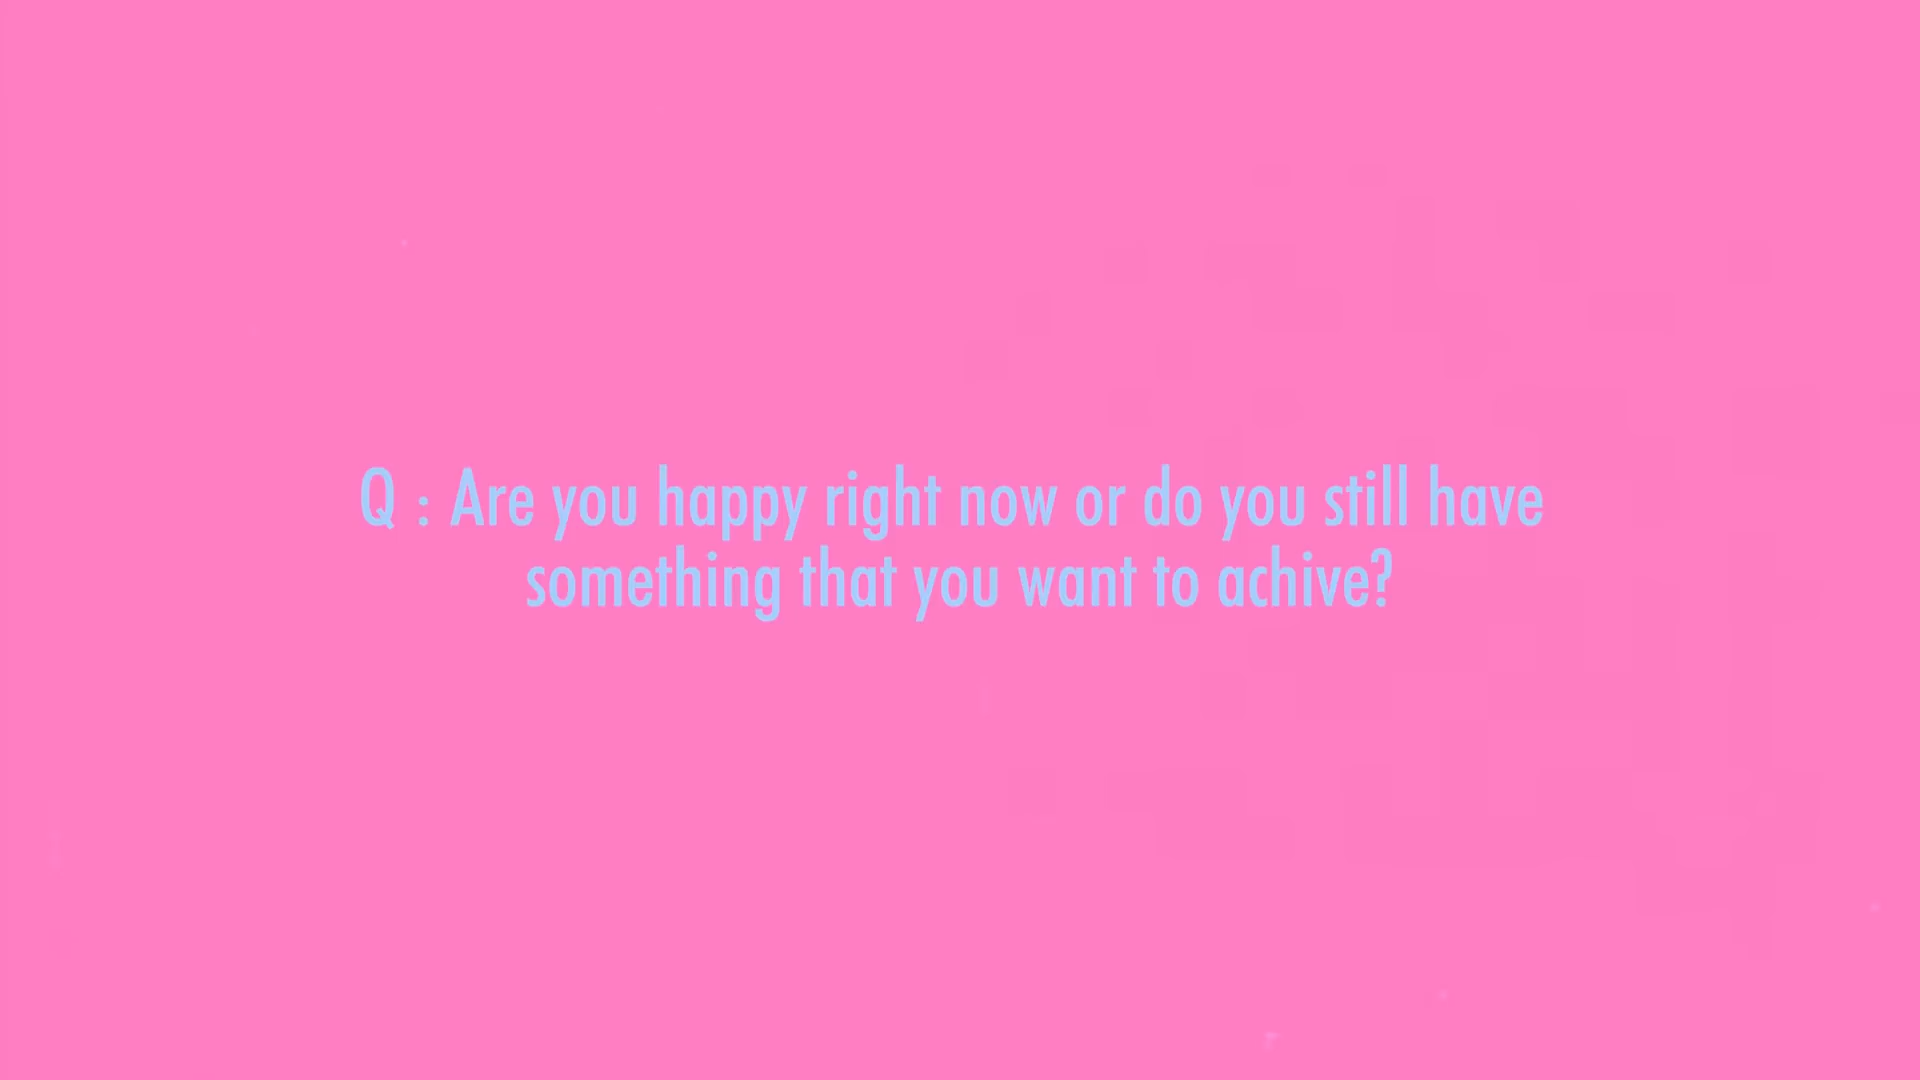 Q : Are you happy right now or do you still have
something that you want to achive?